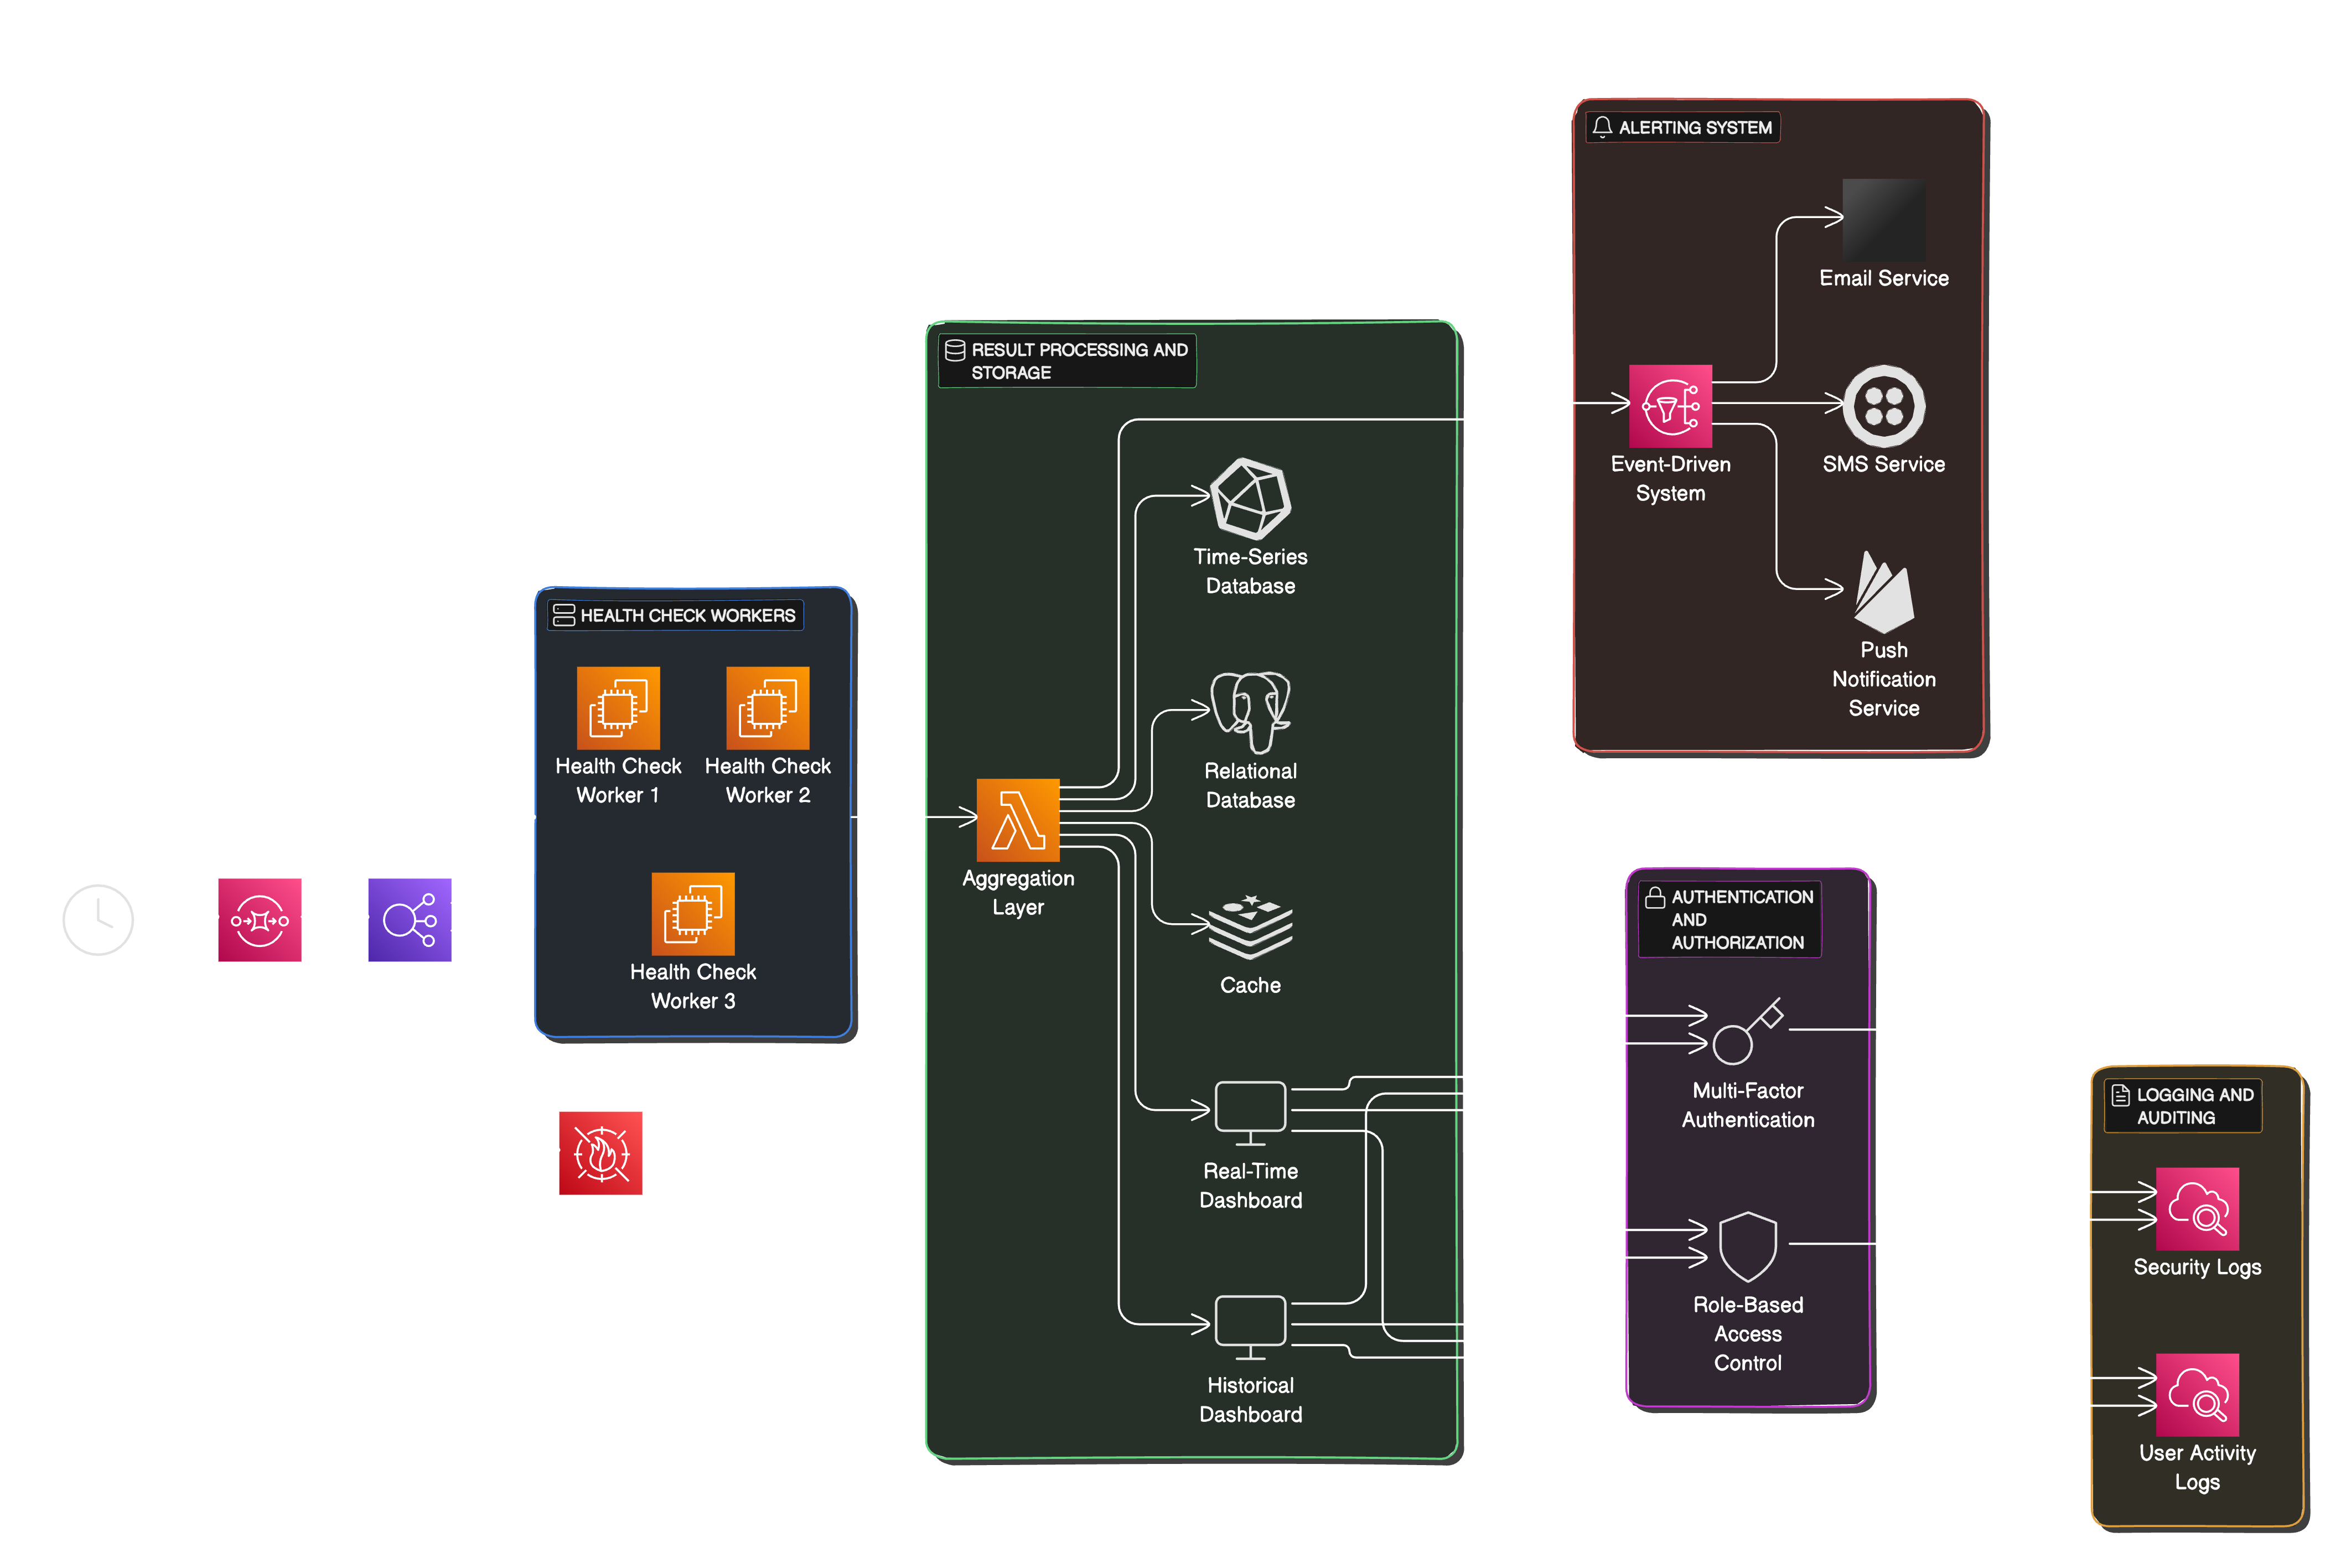 ALERTING SYSTEM
Email Service
Event-Driven
System
SMS Service
Push
Notification
Service
RESULT PROCESSING AND
STORAGE
Time-Series
Database
Relational
Database
Aggregation
Layer
Cache
Real-Time
Dashboard
Historical
Dashboard
HEALTH CHECK WORKERS
Health Check
Worker 1
Health Check
Worker 2
Health Check
Worker 3
AUTHENTICATION
AND
AUTHORIZATION
Multi-Factor
Authentication
Role-Based
Access
Control
LOGGING AND
AUDITING
Security Logs
User Activity
Logs